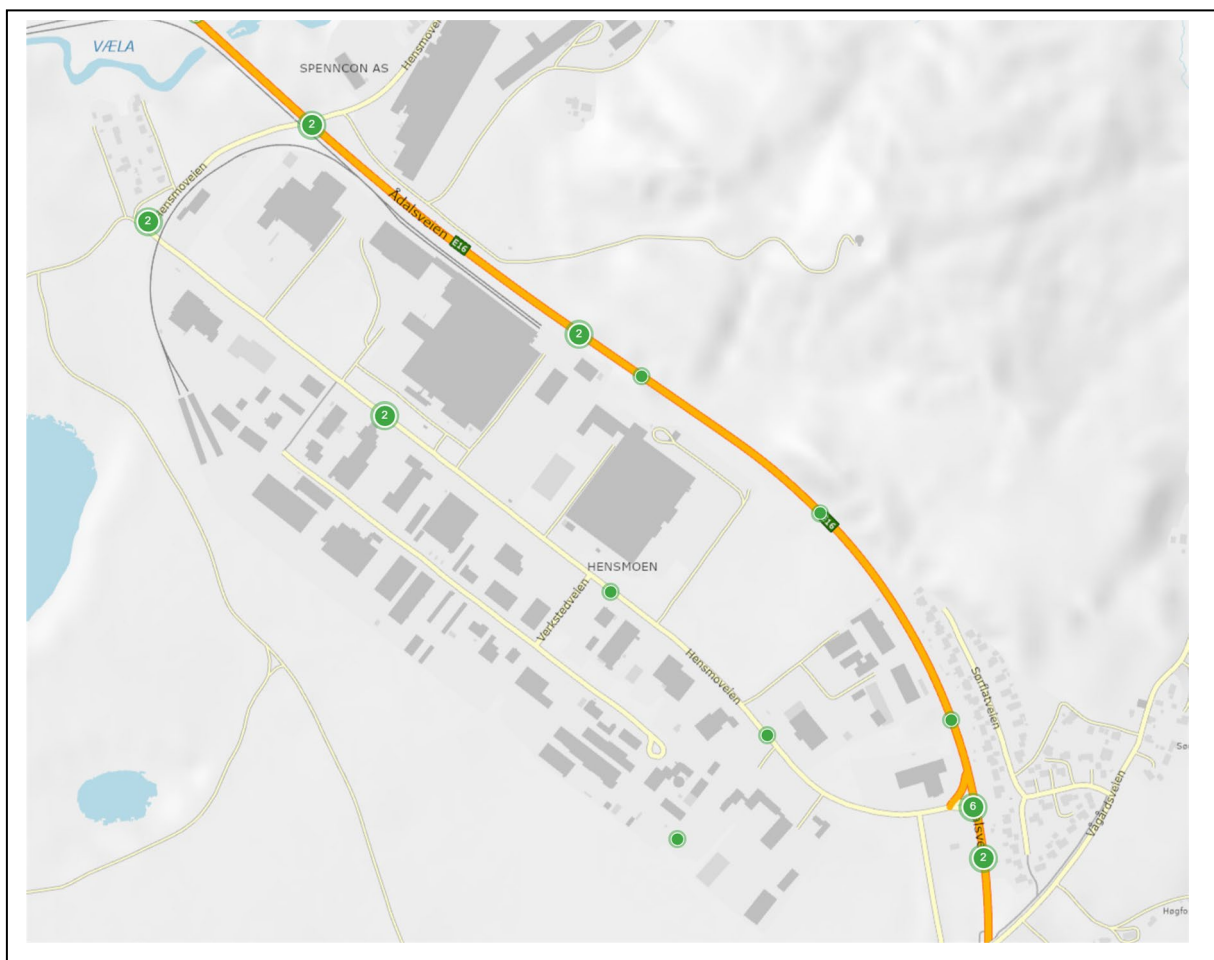 VÆLA
Hensmoveien
SPENNCON AS
2
Hensmoveien
2
Ådalsveien
E16
2
2
E16
HENSMOEN
Verkstedveien
Hensmoveien
Sørflatveien
Vågårdsveien
6
2